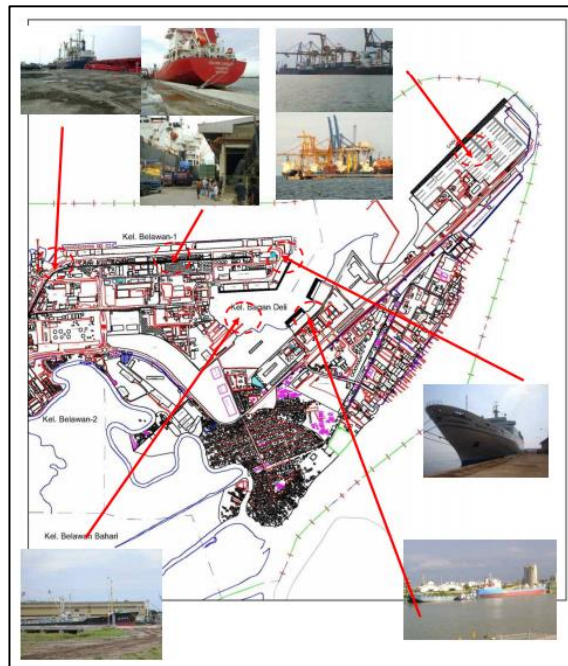 Kel. Belawan-1
Kel. Bagan Deli
Kel. Belawan-2
Kel. Belawan Bahari